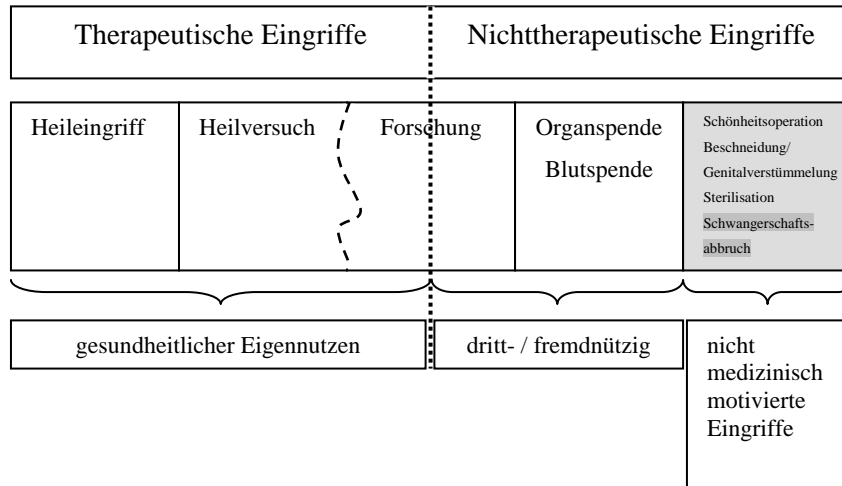 Therapeutische Eingriffe
Nichttherapeutische Eingriffe
Heileingriff
Heilversuch
Forschung
Organspende
Blutspende
Schönheitsoperation
Beschneidung/
Genitalverstümmelung
Sterilisation
Schwangerschafts-
abbruch
gesundheitlicher Eigennutzen
dritt- / fremdnützig
nicht
medizinisch
motivierte
Eingriffe